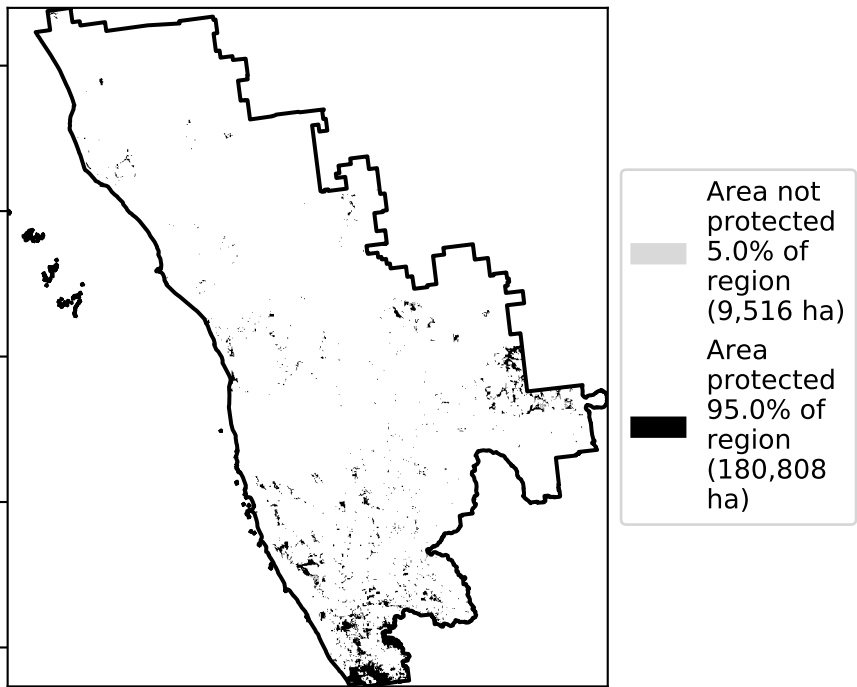 Area not
protected
5.0% of
region
(9,516 ha)
Area
protected
95.0% of
region
(180,808
ha)